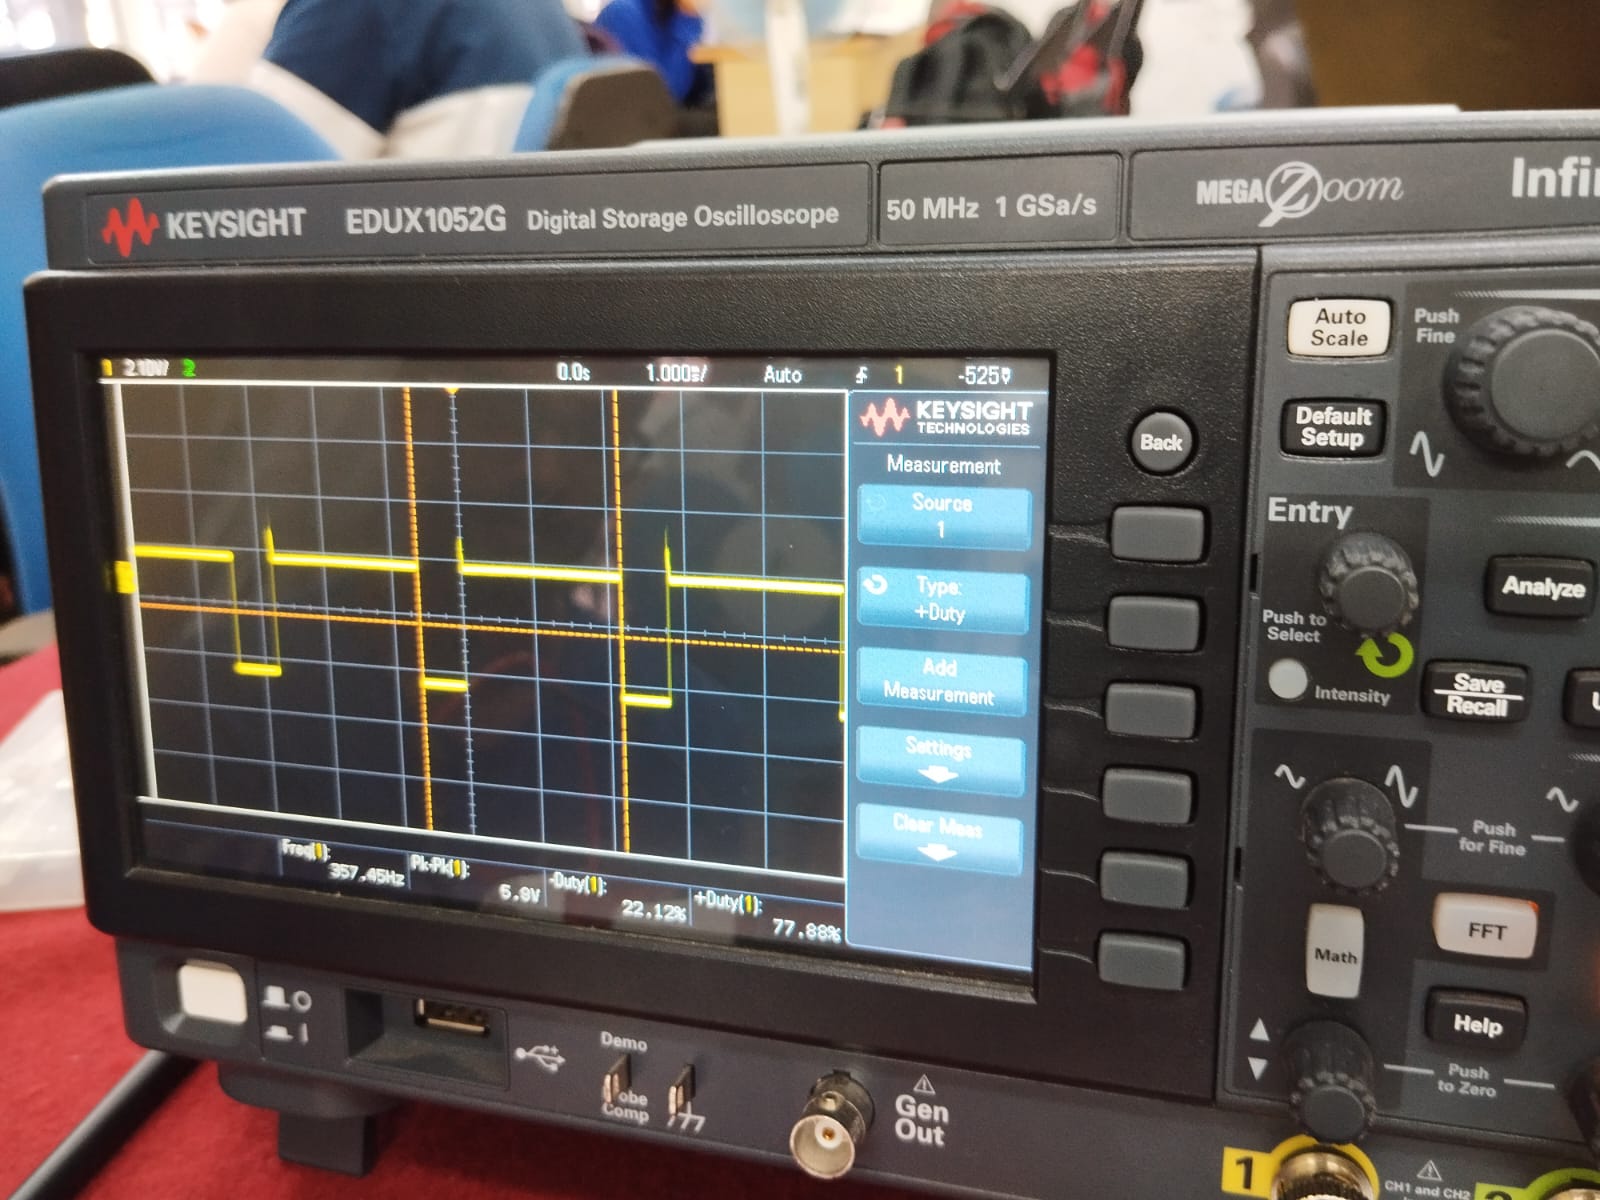 KEYSIGHT EDUX1052G Digital Storage Oscilloscope 50 MHz 1 GSa/s MEGA Zoom Infi
1 2.10V/ 2 0.0s 1.000ms/ Auto 1 -525
KEYSIGHT
TECHNOLOGIES
Measurement
Source
1
Type:
+Duty
Add
Measurement
Settings
Clear Meas
Freq(1):
357.45Hz
Pk-Pk(1):
5.9V
-Duty(1):
22.12%
+Duty(1):
77.88%
Back
Auto
Scale
Default
Setup
Push
Fine
Entry
Push to
Select
Intensity
Analyze
Save
Recall
Push
for Fine
Math
FFT
Help
Push
to Zero
Demo
Probe
Comp
Gen
Out
1
CH1 and CH2